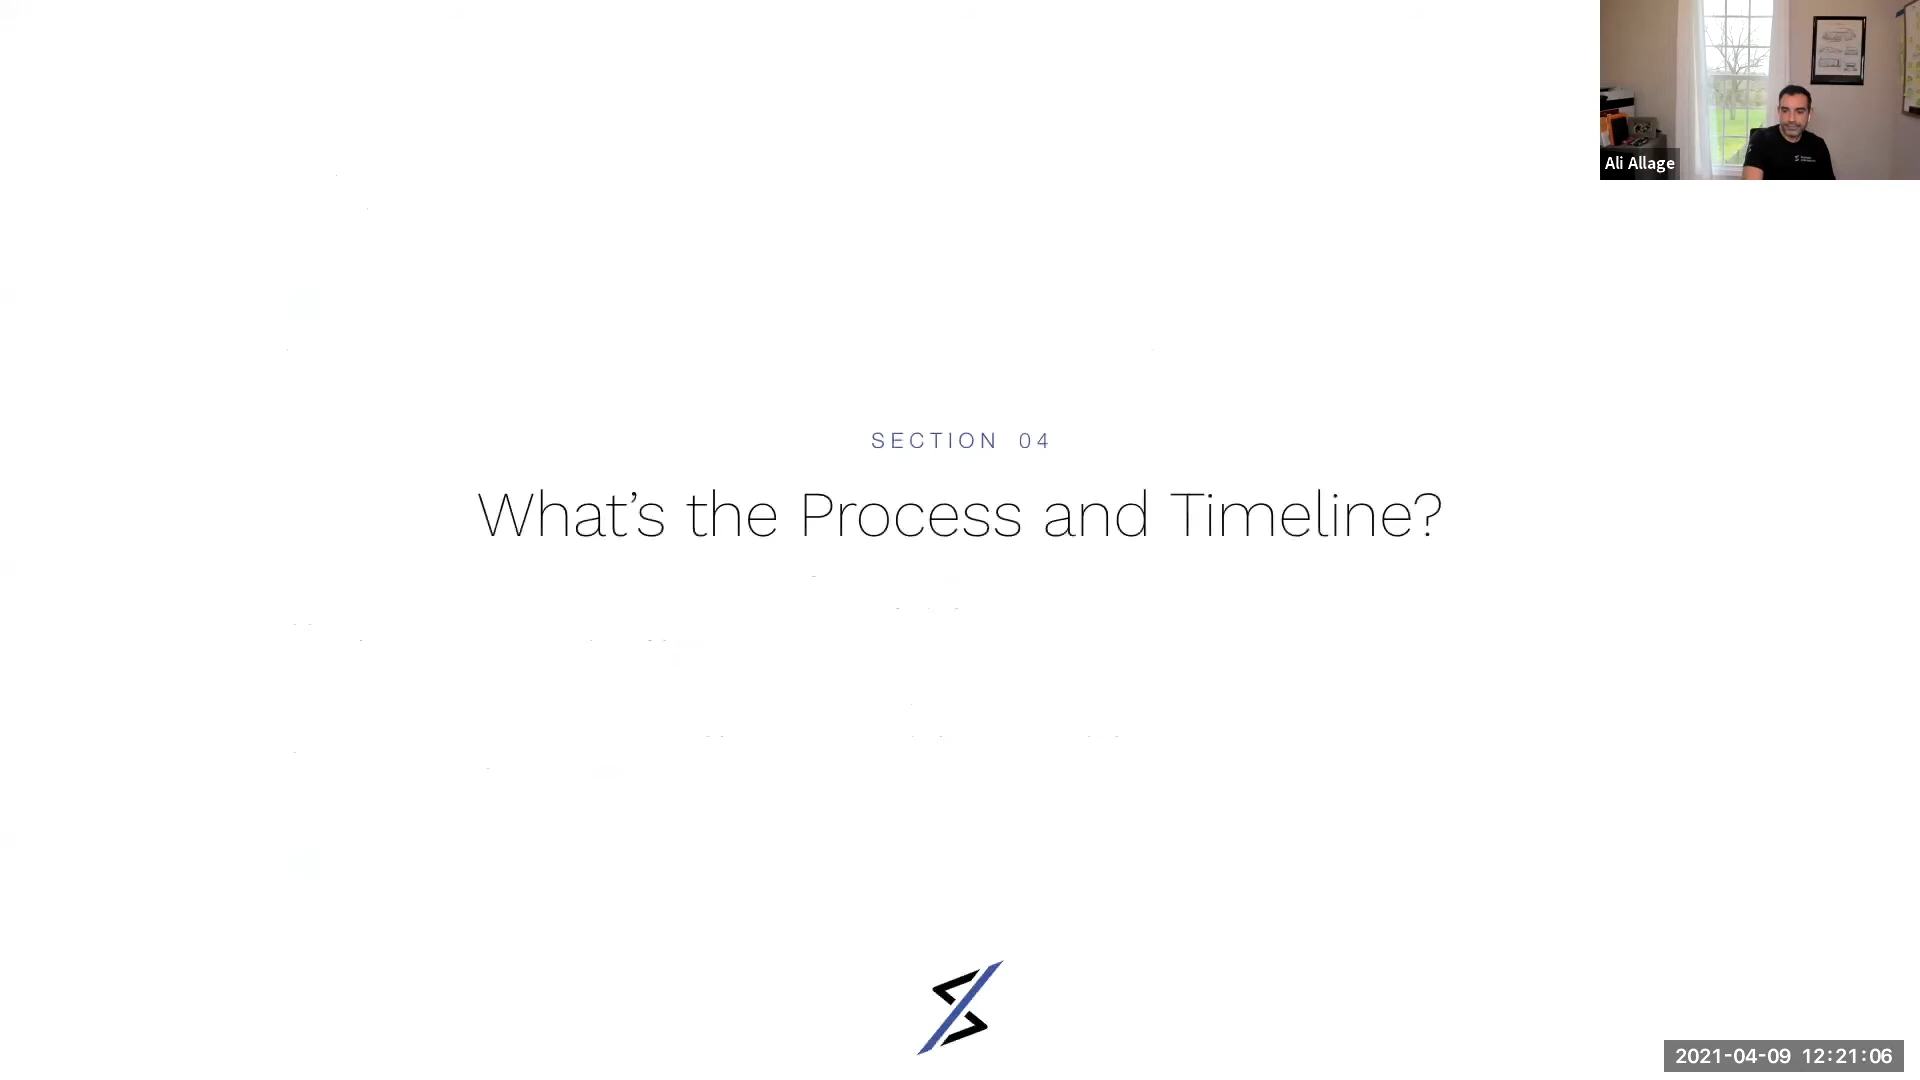 Ali Allage
SECTION 04
What's the Process and Timeline?
2021-04-09 12:21:06